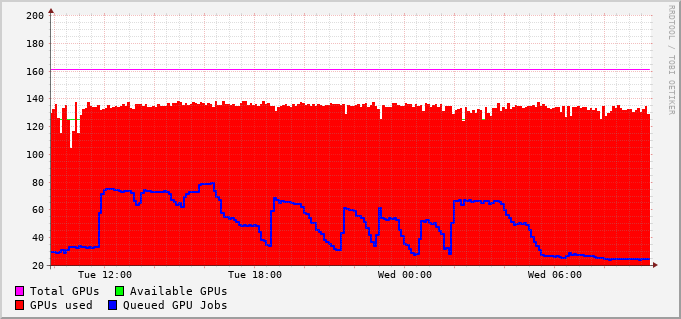 RRDTOOL / TOBI OETIKER
200
180
160
140
120
100
80
60
40
20
Tue 12:00 Tue 18:00 Wed 00:00 Wed 06:00
Total GPUs Available GPUs
GPUs used Queued GPU Jobs